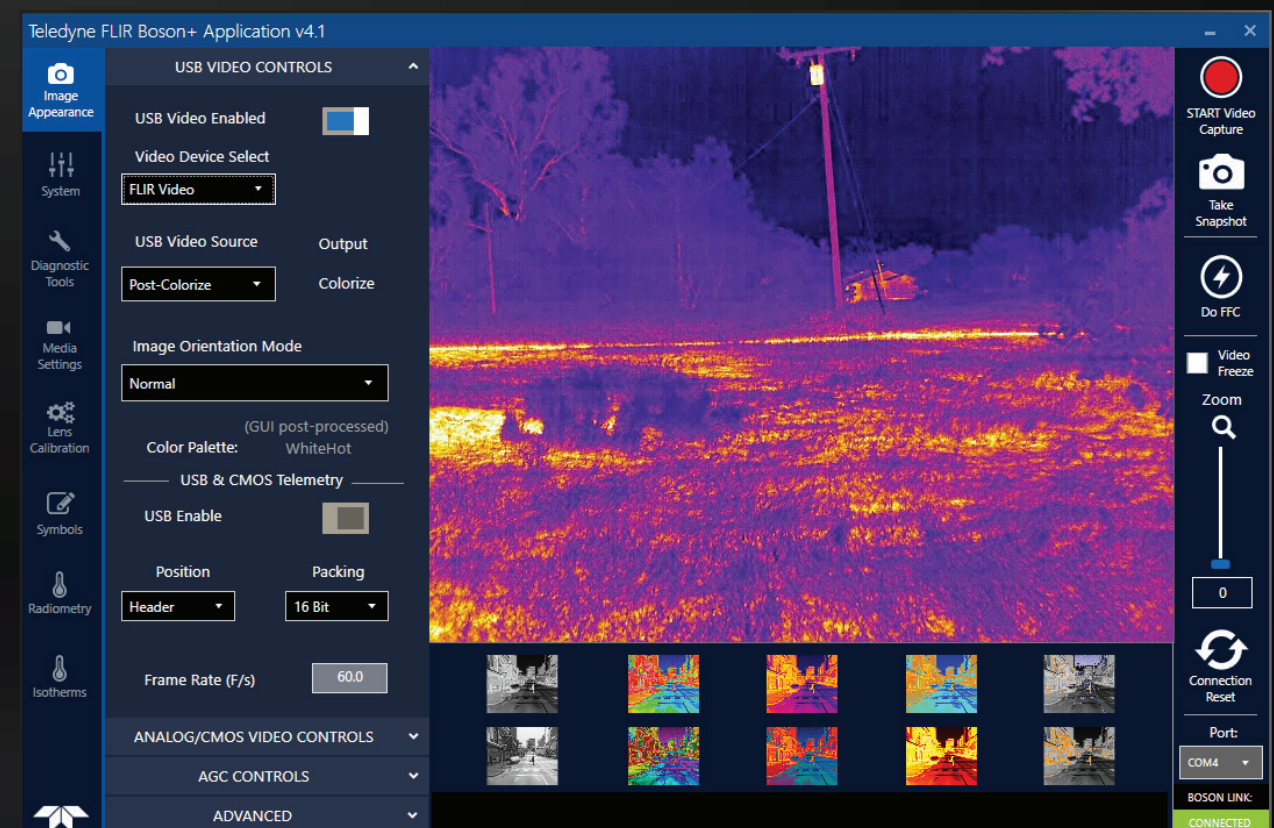 Teledyne FLIR Boson+ Application v4.1
Image
Appearance
System
Diagnostic
Tools
Media
Settings
Lens
Calibration
Symbols
Radiometry
Isotherms
USB VIDEO CONTROLS
USB Video Enabled
Video Device Select
FLIR Video
USB Video Source
Output
Post-Colorize
Colorize
Image Orientation Mode
Normal
(GUI post-processed)
Color Palette: WhiteHot
USB & CMOS Telemetry
USB Enable
Position
Packing
Header
16 Bit
Frame Rate (F/s)
60.0
ANALOG/CMOS VIDEO CONTROLS
AGC CONTROLS
ADVANCED
START Video
Capture
Take
Snapshot
Do FFC
Video
Freeze
Zoom
0
Connection
Reset
Port:
COM4
BOSON LINK:
CONNECTED